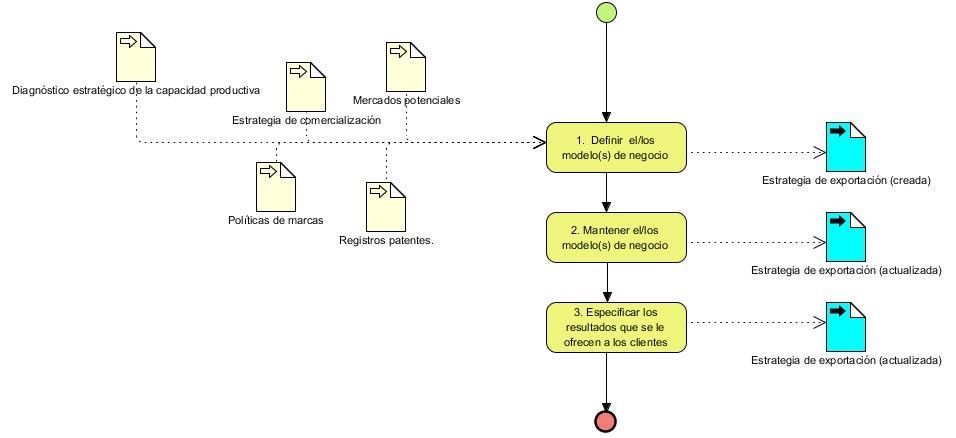 Diagnóstico estratégico de la capacidad productiva
Estrategia de comercialización
Mercados potenciales
Políticas de marcas
Registros patentes.
1. Definir el/los
modelo(s) de negocio
Estrategia de exportación (creada)
2. Mantener el/los
modelo(s) de negocio
Estrategia de exportación (actualizada)
3. Especificar los
resultados que se le
ofrecen a los clientes
Estrategia de exportación (actualizada)